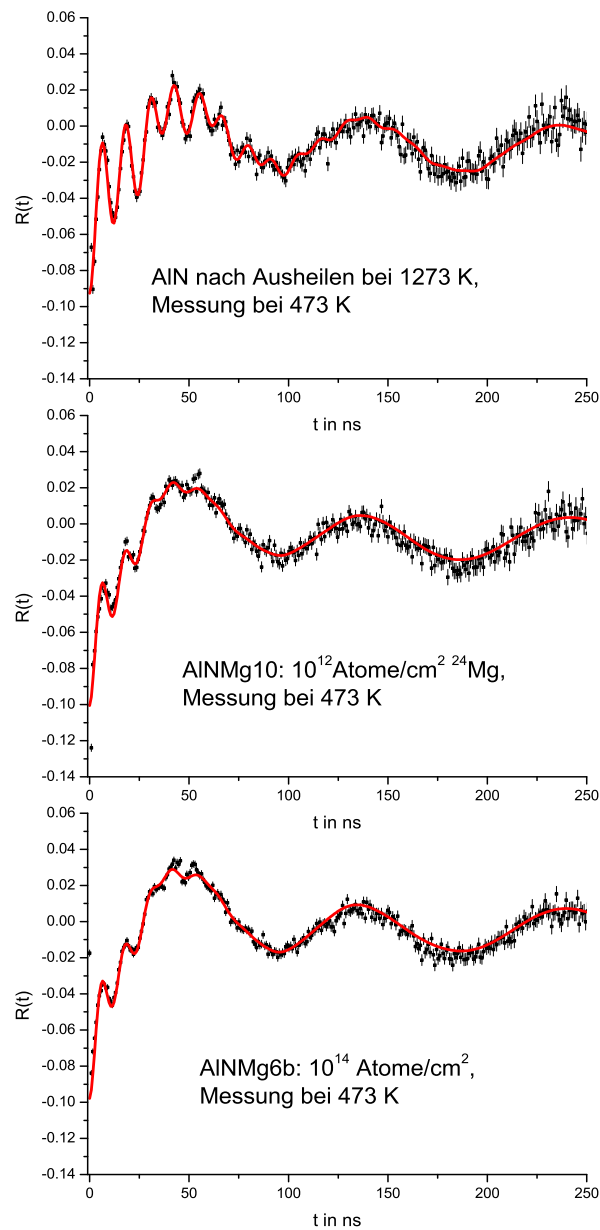 0.06
0.04
0.02
0.00
-0.02
-0.04
-0.06
-0.08
-0.10
-0.12
-0.14
R(t)
AlN nach Ausheilen bei 1273 K,
Messung bei 473 K
0 50 100 150 200 250
t in ns
0.06
0.04
0.02
0.00
-0.02
-0.04
-0.06
-0.08
-0.10
-0.12
-0.14
R(t)
AlNMg10: 10¹²Atome/cm² ²⁴Mg,
Messung bei 473 K
0 50 100 150 200 250
t in ns
0.06
0.04
0.02
0.00
-0.02
-0.04
-0.06
-0.08
-0.10
-0.12
-0.14
R(t)
AlNMg6b: 10¹⁴ Atome/cm²,
Messung bei 473 K
0 50 100 150 200 250
t in ns